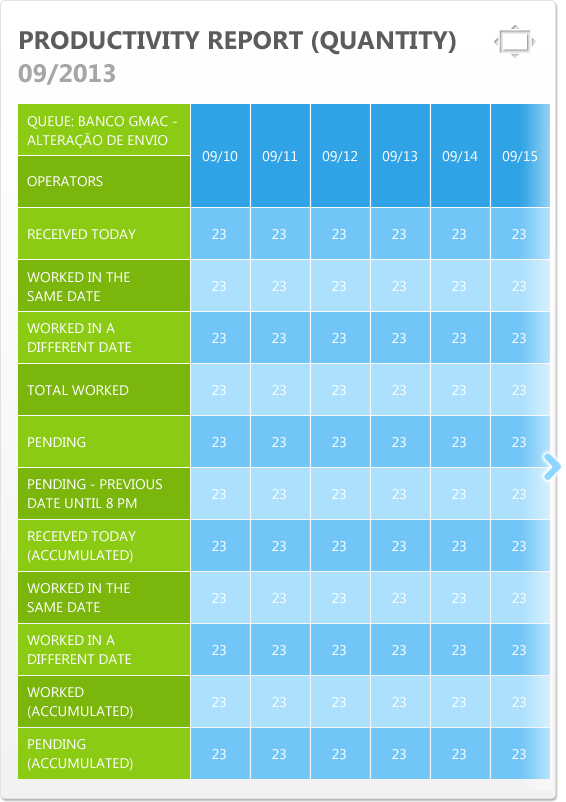 PRODUCTIVITY REPORT (QUANTITY)
09/2013
QUEUE: BANCO GMAC -
ALTERAÇÃO DE ENVIO
09/10 09/11 09/12 09/13 09/14 09/15
OPERATORS
RECEIVED TODAY 23 23 23 23 23 23
WORKED IN THE
SAME DATE 23 23 23 23 23 23
WORKED IN A
DIFFERENT DATE 23 23 23 23 23 23
TOTAL WORKED 23 23 23 23 23 23
PENDING 23 23 23 23 23 23
PENDING - PREVIOUS
DATE UNTIL 8 PM 23 23 23 23 23 23
RECEIVED TODAY
(ACCUMULATED) 23 23 23 23 23 23
WORKED IN THE
SAME DATE 23 23 23 23 23 23
WORKED IN A
DIFFERENT DATE 23 23 23 23 23 23
WORKED
(ACCUMULATED) 23 23 23 23 23 23
PENDING
(ACCUMULATED) 23 23 23 23 23 23